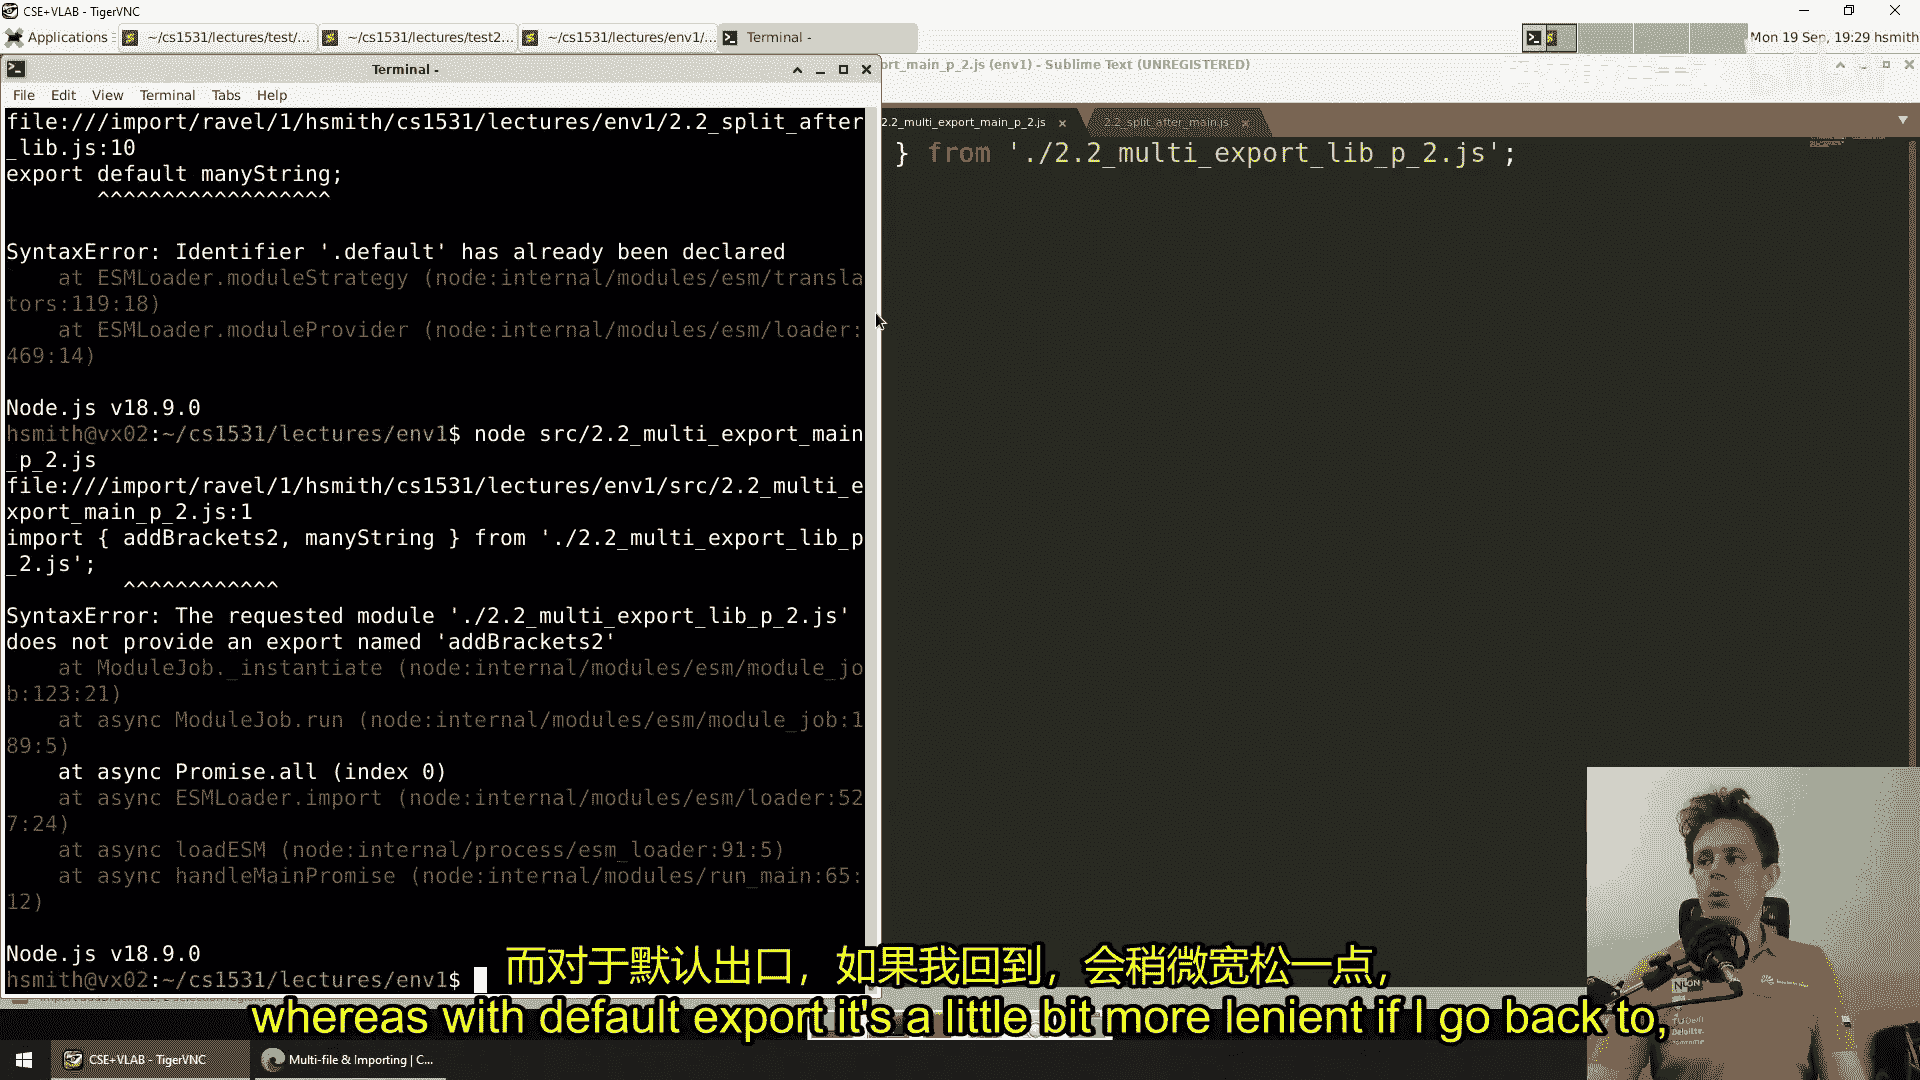 CSE+VLAB - TigerVNC
Applications
~/cs1531/lectures/test/...
~/cs1531/lectures/test2...
~/cs1531/lectures/env1/...
Terminal -
Mon 19 Sep, 19:29 hsmith
Terminal -
ort_main_p_2.js (env1) - Sublime Text (UNREGISTERED)
File Edit View Terminal Tabs Help
2.2_multi_export_main_p_2.js
2.2_split_after_main.js
} from './2.2_multi_export_lib_p_2.js';
file:///import/ravel/1/hsmith/cs1531/lectures/env1/2.2_split_after
_lib.js:10
export default manyString;
^^^^^^^^^^^^^^^^^^
SyntaxError: Identifier '.default' has already been declared
at ESMLoader.moduleStrategy (node:internal/modules/esm/transla
tors:119:18)
at ESMLoader.moduleProvider (node:internal/modules/esm/loader:
469:14)
Node.js v18.9.0
hsmith@vx02:~/cs1531/lectures/env1$ node src/2.2_multi_export_main
_p_2.js
file:///import/ravel/1/hsmith/cs1531/lectures/env1/src/2.2_multi_e
xport_main_p_2.js:1
import { addBrackets2, manyString } from './2.2_multi_export_lib_p
_2.js';
^^^^^^^^^^^^
SyntaxError: The requested module './2.2_multi_export_lib_p_2.js'
does not provide an export named 'addBrackets2'
at ModuleJob._instantiate (node:internal/modules/esm/module_jo
b:123:21)
at async ModuleJob.run (node:internal/modules/esm/module_job:1
89:5)
at async Promise.all (index 0)
at async ESMLoader.import (node:internal/modules/esm/loader:52
7:24)
at async loadESM (node:internal/process/esm_loader:91:5)
at async handleMainPromise (node:internal/modules/run_main:65:
12)
Node.js v18.9.0
hsmith@vx02:~/cs1531/lectures/env1$
而对于默认出口，如果我回到，会稍微宽松一点，
whereas with default export it's a little bit more lenient if I go back to,
CSE+VLAB - TigerVNC
Multi-file & Importing | C...